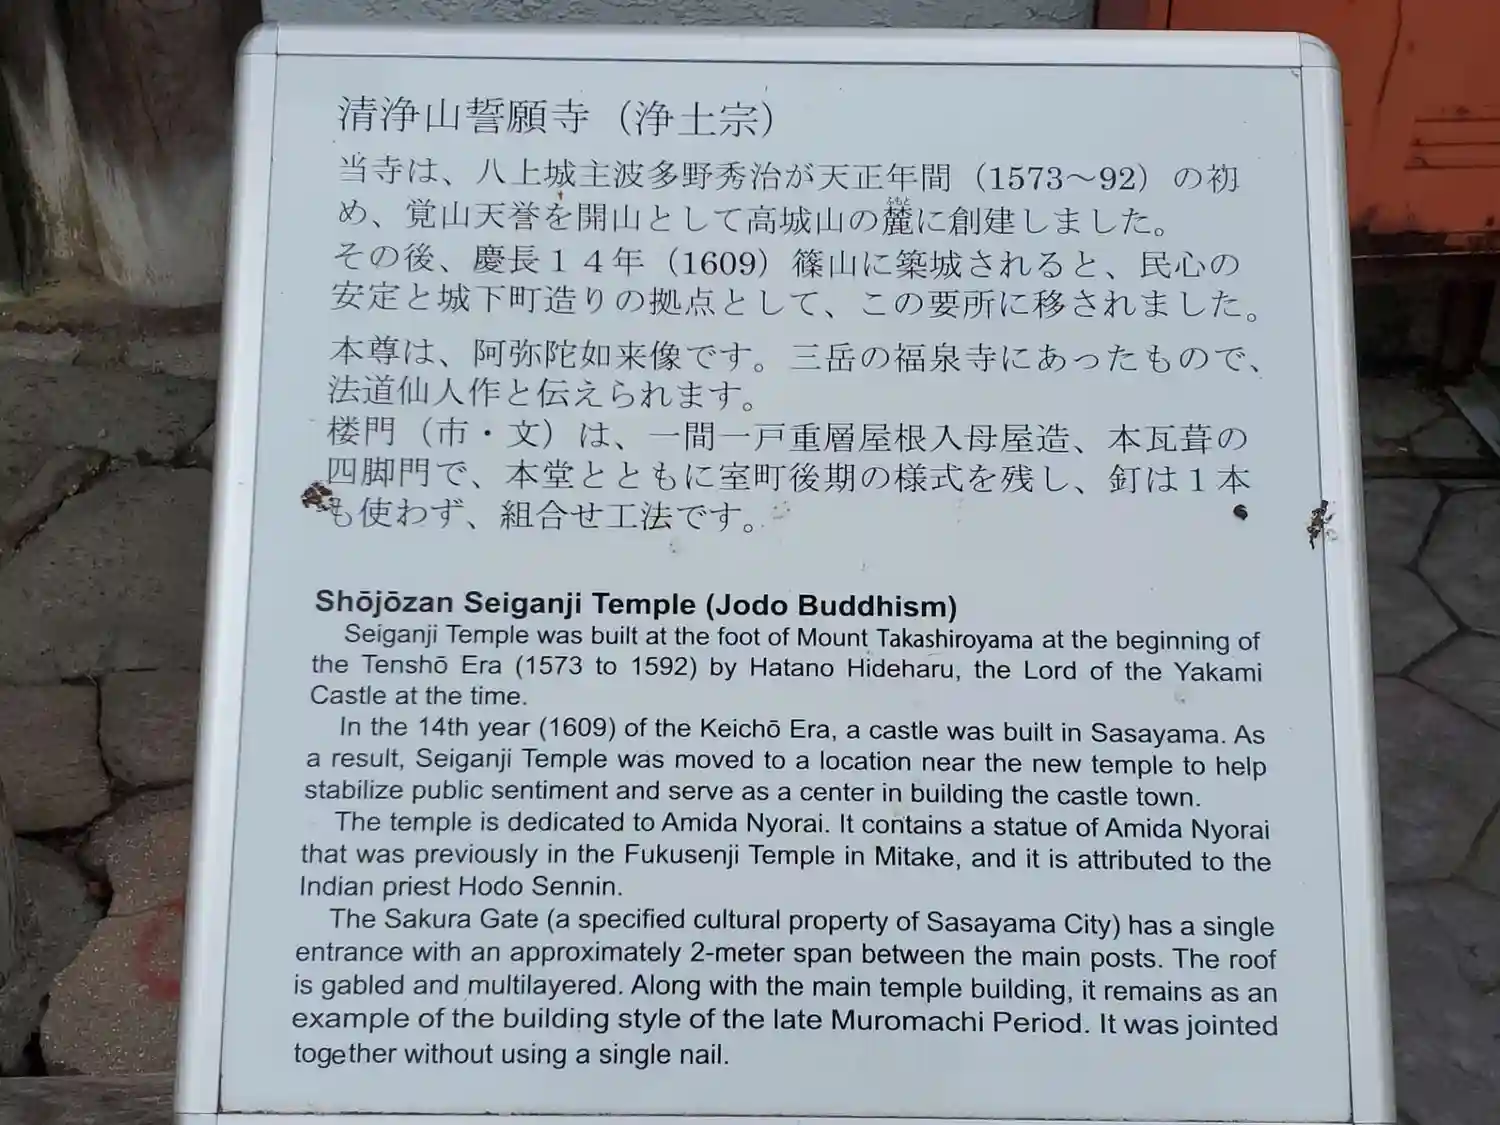 清浄山誓願寺（浄土宗）
当寺は、八上城主波多野秀治が天正年間（1573～92）の初
め、覚山天誉を開山として高城山の麓に創建しました。
ふもと
その後、慶長１４年（1609）篠山に築城されると、民心の
安定と城下町造りの拠点として、この要所に移されました。
本尊は、阿弥陀如来像です。三岳の福泉寺にあったもので、
法道仙人作と伝えられます。
楼門（市・文）は、一間一戸重層屋根入母屋造、本瓦葺の
四脚門で、本堂とともに室町後期の様式を残し、釘は１本
も使わず、組合せ工法です。
Shōjōzan Seiganji Temple (Jodo Buddhism)
Seiganji Temple was built at the foot of Mount Takashiroyama at the beginning of
the Tenshō Era (1573 to 1592) by Hatano Hideharu, the Lord of the Yakami
Castle at the time.
In the 14th year (1609) of the Keichō Era, a castle was built in Sasayama. As
a result, Seiganji Temple was moved to a location near the new temple to help
stabilize public sentiment and serve as a center in building the castle town.
The temple is dedicated to Amida Nyorai. It contains a statue of Amida Nyorai
that was previously in the Fukusenji Temple in Mitake, and it is attributed to the
Indian priest Hodo Sennin.
The Sakura Gate (a specified cultural property of Sasayama City) has a single
entrance with an approximately 2-meter span between the main posts. The roof
is gabled and multilayered. Along with the main temple building, it remains as an
example of the building style of the late Muromachi Period. It was jointed
together without using a single nail.